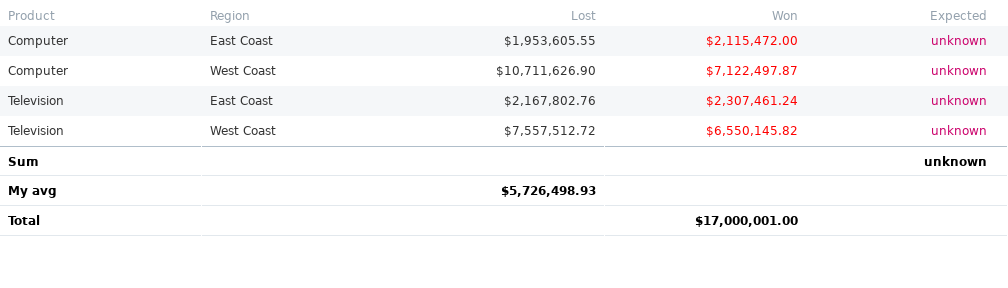 Product Region Lost Won Expected
Computer East Coast $1,953,605.55 $2,115,472.00 unknown
Computer West Coast $10,711,626.90 $7,122,497.87 unknown
Television East Coast $2,167,802.76 $2,307,461.24 unknown
Television West Coast $7,557,512.72 $6,550,145.82 unknown
Sum unknown
My avg $5,726,498.93
Total $17,000,001.00